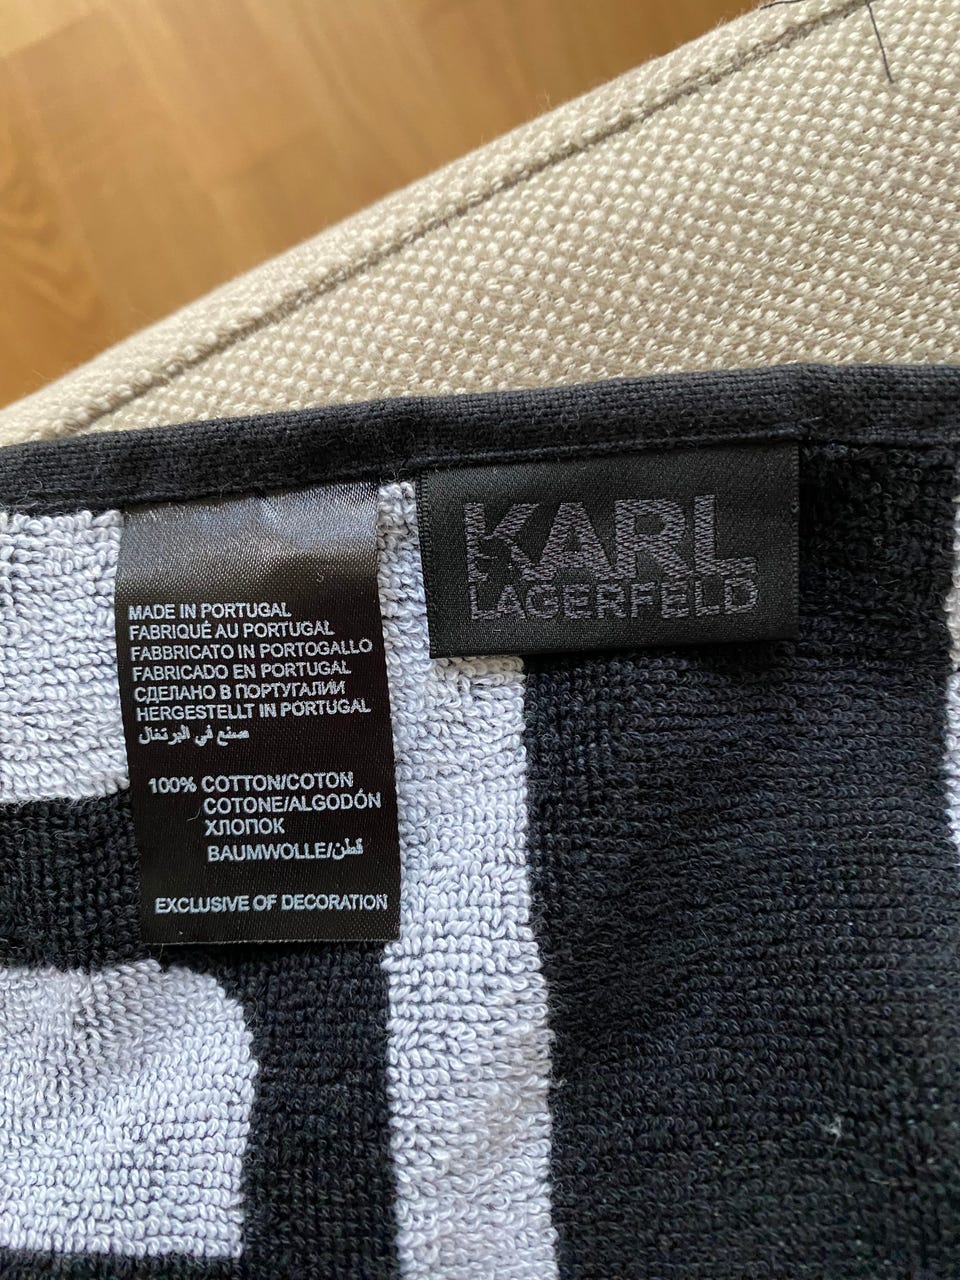 KARL
LAGERFELD
MADE IN PORTUGAL
FABRIQUÉ AU PORTUGAL
FABBRICATO IN PORTOGALLO
FABRICADO EN PORTUGAL
СДЕЛАНО В ПОРТУГАЛИИ
HERGESTELLT IN PORTUGAL
صنع في البرتغال
100% COTTON/COTON
COTONE/ALGODÓN
ХЛОПОК
BAUMWOLLE/قطن
EXCLUSIVE OF DECORATION